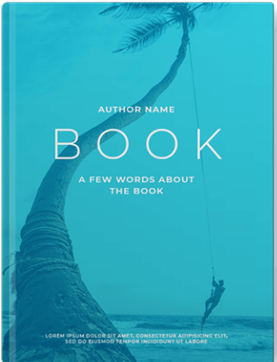 AUTHOR NAME
BOOK
A FEW WORDS ABOUT
THE BOOK
LOREM IPSUM DOLOR SIT AMET, CONSECTETUR ADIPISICING ELIT,
SED DO EIUSMOD TEMPOR INCIDIDUNT UT LABORE